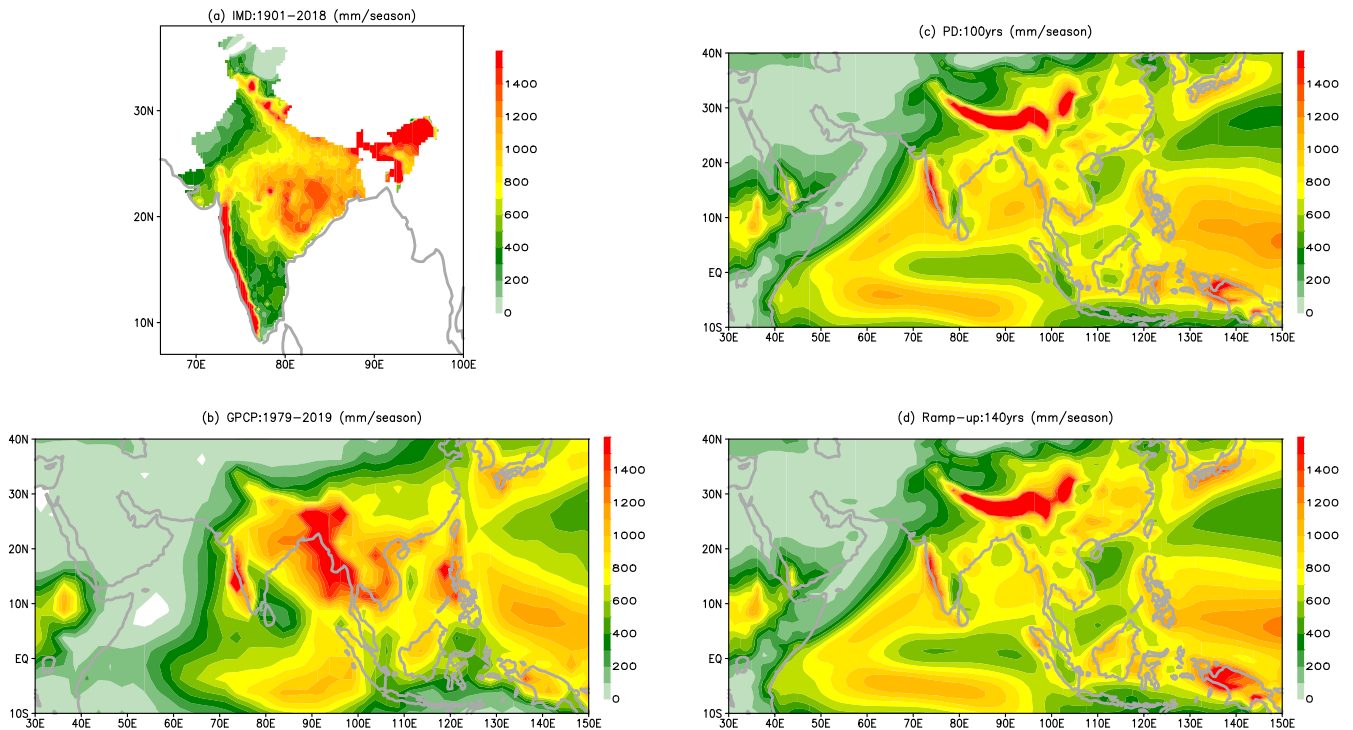 (a) IMD:1901−2018 (mm/season)
30N
20N
10N
70E 80E 90E 100E
1400
1200
1000
800
600
400
200
0
(c) PD:100yrs (mm/season)
40N
30N
20N
10N
EQ
10S
30E 40E 50E 60E 70E 80E 90E 100E 110E 120E 130E 140E 150E
1400
1200
1000
800
600
400
200
0
(b) GPCP:1979−2019 (mm/season)
40N
30N
20N
10N
EQ
10S
30E 40E 50E 60E 70E 80E 90E 100E 110E 120E 130E 140E 150E
1400
1200
1000
800
600
400
200
0
(d) Ramp−up:140yrs (mm/season)
40N
30N
20N
10N
EQ
10S
30E 40E 50E 60E 70E 80E 90E 100E 110E 120E 130E 140E 150E
1400
1200
1000
800
600
400
200
0